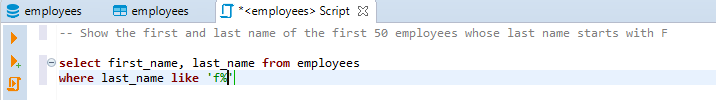 employees employees *<employees> Script
-- Show the first and last name of the first 50 employees whose last name starts with F
select first_name, last_name from employees
where last_name like 'f%'